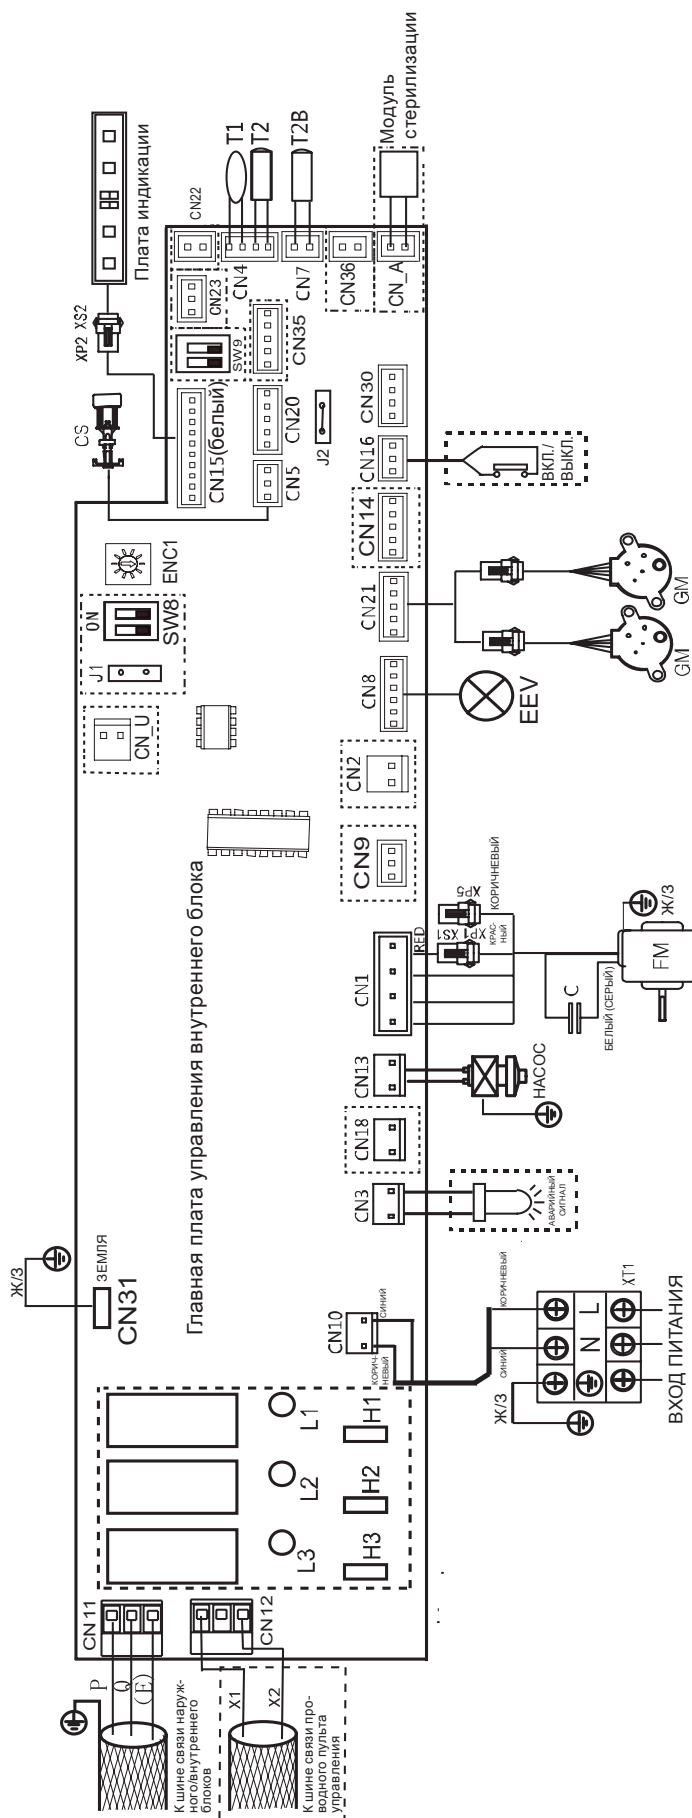 Плата индикации
XP2 XS2
CS
CN22
T1
T2
T2B
Модуль
стерилизации
CN4
CN7
CN36
CN_A
CN23
SW9
CN35
CN15(белый)
CN20
CN5
J2
CN30
CN16
ВКЛ./
ВЫКЛ.
CN14
CN21
GM
GM
CN8
EEV
ENC1
ON
SW8
J1
CN_U
CN2
CN9
Главная плата управления внутреннего блока
CN1
RED
XP1 XS1
КРАС-
НЫЙ
XP5
КОРИЧНЕВЫЙ
Ж/З
FM
C
БЕЛЫЙ (СЕРЫЙ)
CN13
НАСОС
CN18
CN3
АВАРИЙНЫЙ
СИГНАЛ
Ж/З
ЗЕМЛЯ
CN31
CN10
СИНИЙ
КОРИЧ-
НЕВЫЙ
КОРИЧНЕВЫЙ
СИНИЙ
Ж/З
L
N
XT1
ВХОД ПИТАНИЯ
L1
L2
L3
H1
H2
H3
CN11
P
Q
(E)
К шине связи наруж-
ного/внутреннего
блоков
CN12
X1
X2
К шине связи про-
водного пульта
управления